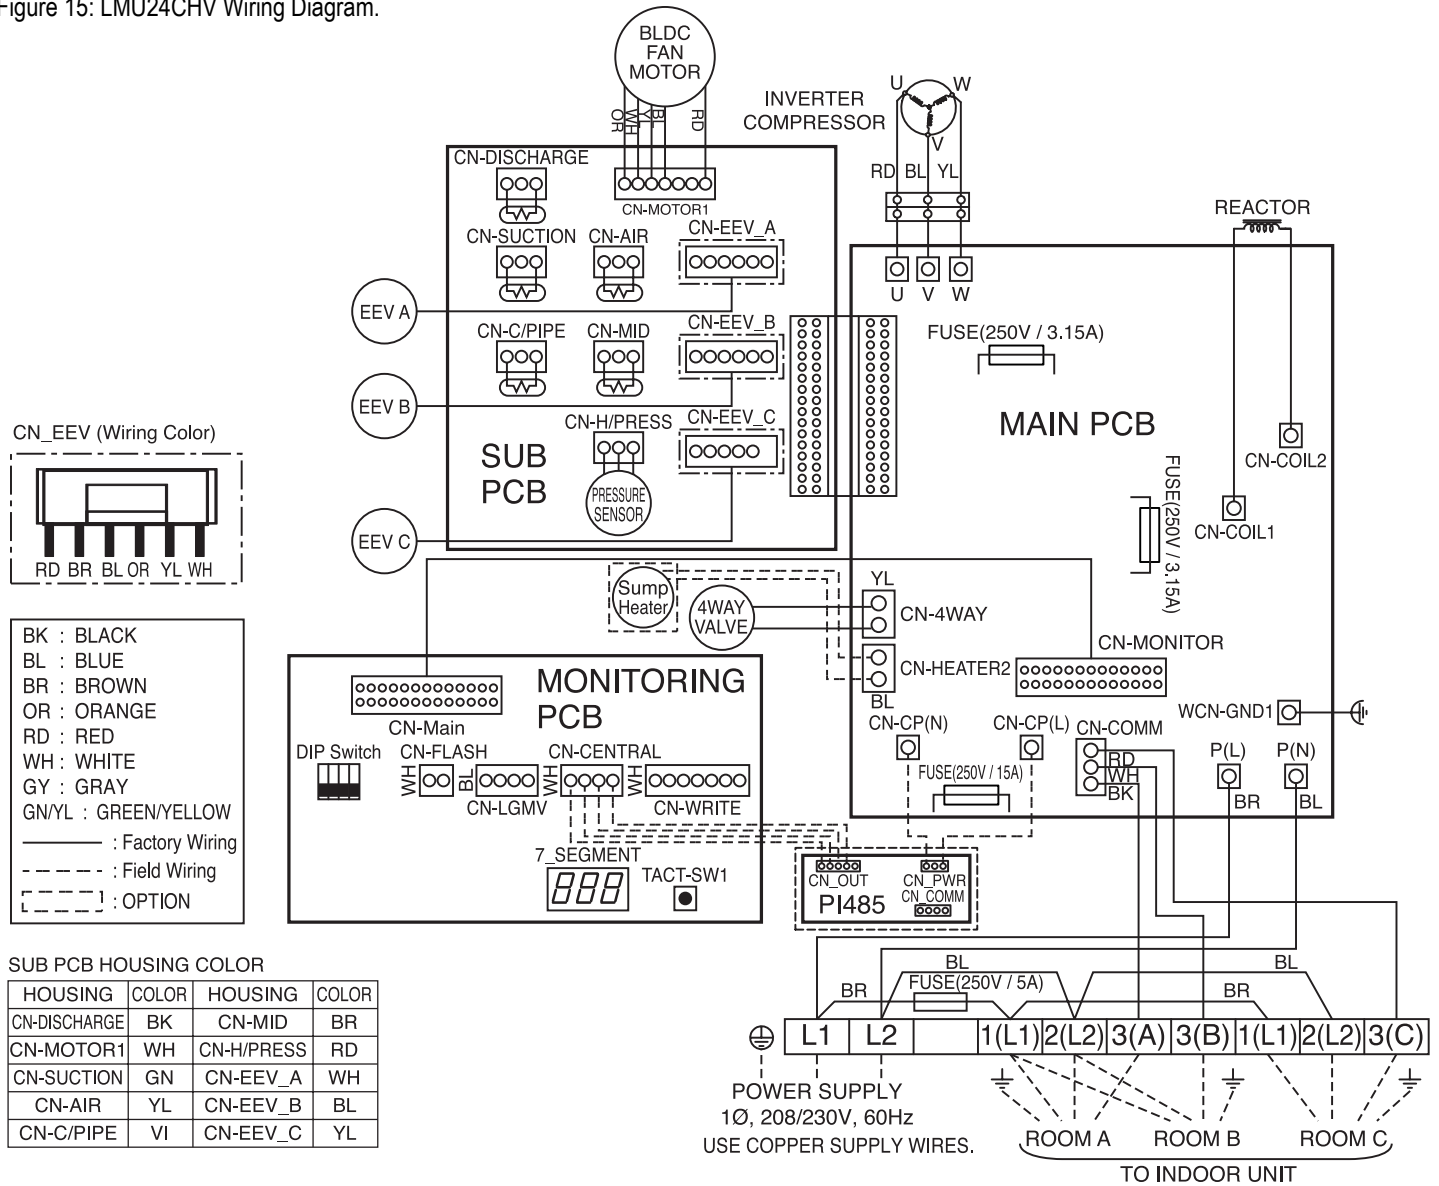 Figure 15: LMU24CHV Wiring Diagram.
BLDC
FAN
MOTOR
OR
WH
YL
BL
RD
INVERTER
COMPRESSOR
U
W
V
RD BL YL
REACTOR
CN-DISCHARGE
CN-MOTOR1
CN-SUCTION
CN-AIR
CN-EEV_A
EEV A
CN-C/PIPE
CN-MID
CN-EEV_B
EEV B
CN-H/PRESS
CN-EEV_C
SUB
PCB
PRESSURE
SENSOR
EEV C
U V W
FUSE(250V / 3.15A)
MAIN PCB
CN-COIL2
CN-COIL1
FUSE(250V / 3.15A)
CN_EEV (Wiring Color)
RD BR BL OR YL WH
Sump
Heater
4WAY
VALVE
YL
CN-4WAY
CN-HEATER2
BL
CN-MONITOR
WCN-GND1
CN-CP(N)
CN-CP(L)
CN-COMM
RD
WH
BK
P(L)
P(N)
BR
BL
FUSE(250V / 15A)
BK : BLACK
BL : BLUE
BR : BROWN
OR : ORANGE
RD : RED
WH : WHITE
GY : GRAY
GN/YL : GREEN/YELLOW
: Factory Wiring
: Field Wiring
: OPTION
MONITORING
PCB
CN-Main
DIP Switch
CN-FLASH
WH
BL
CN-LGMV
CN-CENTRAL
WH
WH
CN-WRITE
7_SEGMENT
888
TACT-SW1
CN_OUT
CN_PWR
CN_COMM
PI485
SUB PCB HOUSING COLOR
HOUSING COLOR HOUSING COLOR
CN-DISCHARGE BK CN-MID BR
CN-MOTOR1 WH CN-H/PRESS RD
CN-SUCTION GN CN-EEV_A WH
CN-AIR YL CN-EEV_B BL
CN-C/PIPE VI CN-EEV_C YL
BL
BL
BR
FUSE(250V / 5A)
BR
L1 L2 1(L1) 2(L2) 3(A) 3(B) 1(L1) 2(L2) 3(C)
POWER SUPPLY
1Ø, 208/230V, 60Hz
USE COPPER SUPPLY WIRES.
ROOM A ROOM B ROOM C
TO INDOOR UNIT